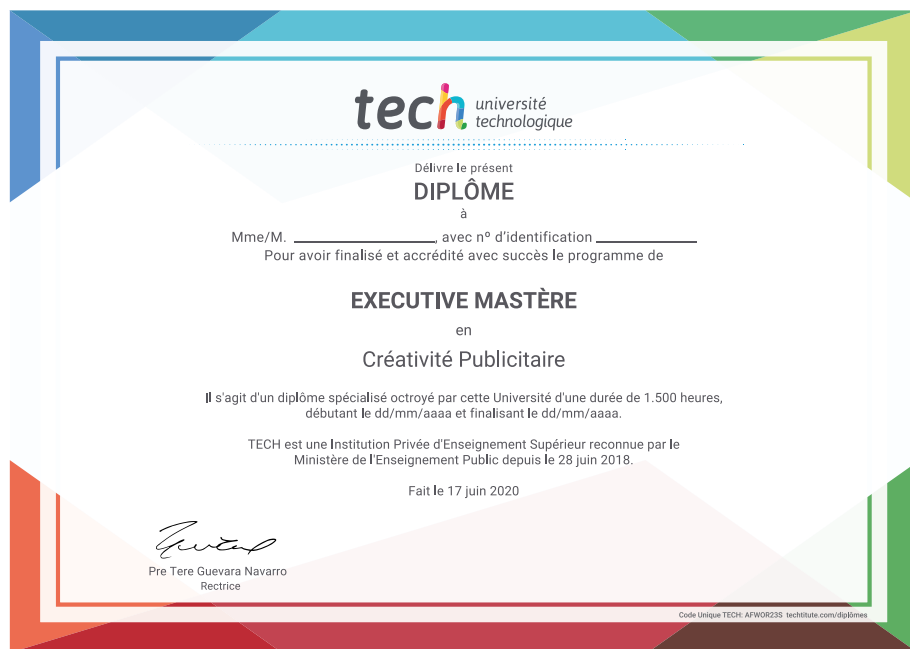 tech université
technologique
Délivre le présent
DIPLÔME
à
Mme/M. ____________________, avec nº d'identification ______________
Pour avoir finalisé et accrédité avec succès le programme de
EXECUTIVE MASTÈRE
en
Créativité Publicitaire
Il s'agit d'un diplôme spécialisé octroyé par cette Université d'une durée de 1.500 heures,
débutant le dd/mm/aaaa et finalisant le dd/mm/aaaa.
TECH est une Institution Privée d'Enseignement Supérieur reconnue par le
Ministère de l'Enseignement Public depuis le 28 juin 2018.
Fait le 17 juin 2020
Pre Tere Guevara Navarro
Rectrice
Code Unique TECH: AFWOR23S techtitute.com/diplômes